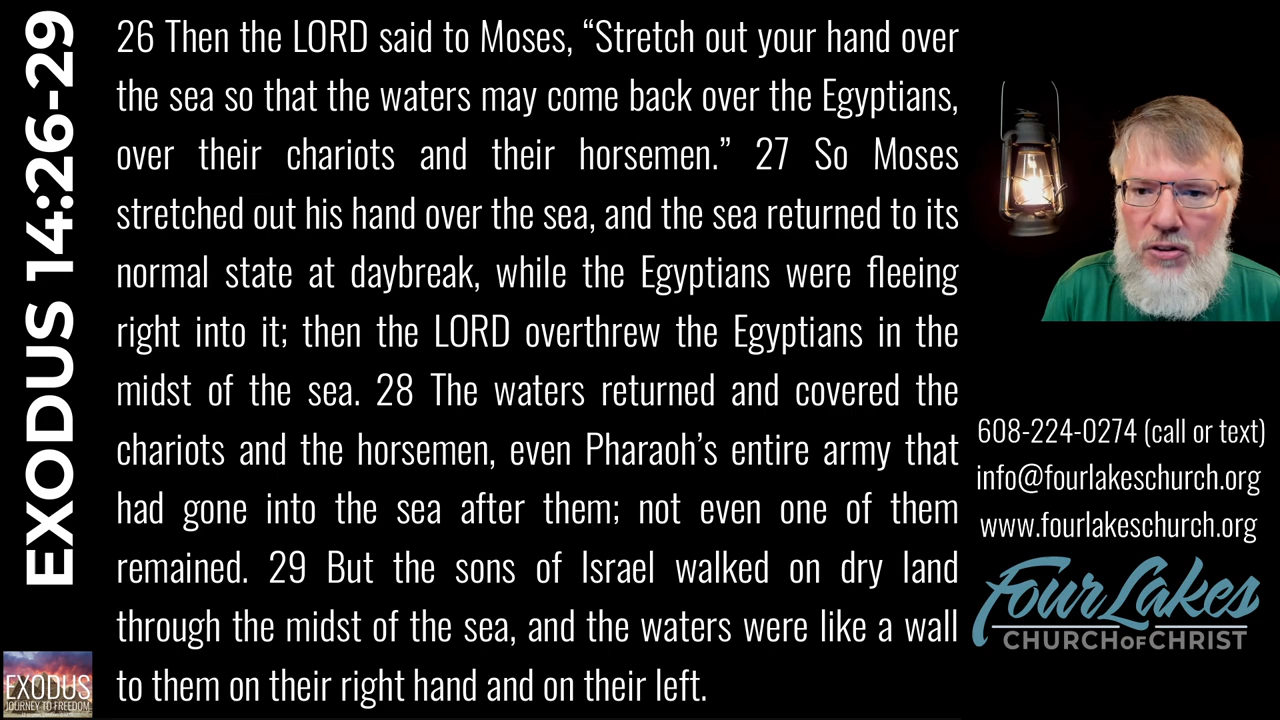 EXODUS 14:26-29
26 Then the LORD said to Moses, “Stretch out your hand over
the sea so that the waters may come back over the Egyptians,
over their chariots and their horsemen.” 27 So Moses
stretched out his hand over the sea, and the sea returned to its
normal state at daybreak, while the Egyptians were fleeing
right into it; then the LORD overthrew the Egyptians in the
midst of the sea. 28 The waters returned and covered the
chariots and the horsemen, even Pharaoh’s entire army that
had gone into the sea after them; not even one of them
remained. 29 But the sons of Israel walked on dry land
through the midst of the sea, and the waters were like a wall
to them on their right hand and on their left.
608-224-0274 (call or text)
info@fourlakeschurch.org
www.fourlakeschurch.org
Four Lakes
CHURCH OF CHRIST
EXODUS
JOURNEY TO FREEDOM